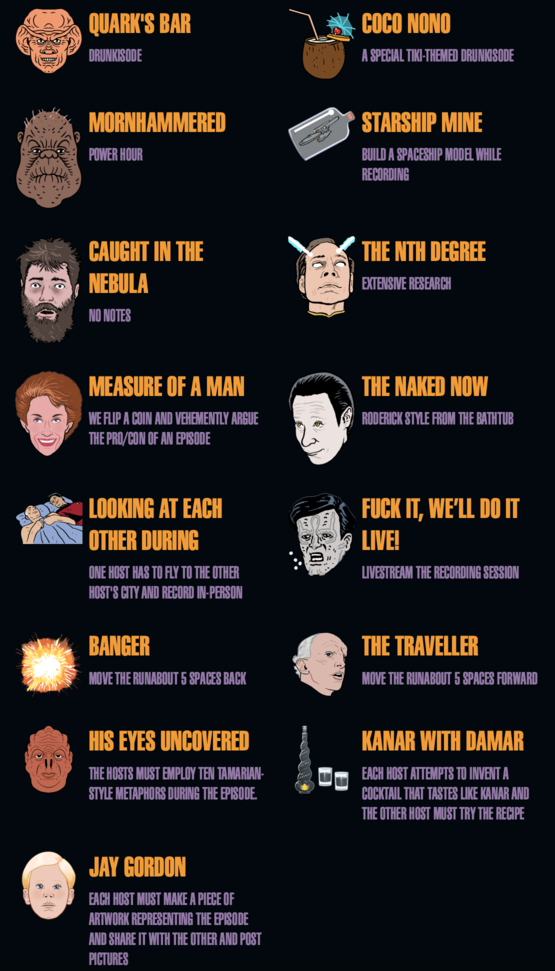 QUARK'S BAR
DRUNKISODE
COCO NONO
A SPECIAL TIKI-THEMED DRUNKISODE
MORNHAMMERED
POWER HOUR
STARSHIP MINE
BUILD A SPACESHIP MODEL WHILE
RECORDING
CAUGHT IN THE
NEBULA
NO NOTES
THE NTH DEGREE
EXTENSIVE RESEARCH
MEASURE OF A MAN
WE FLIP A COIN AND VEHEMENTLY ARGUE
THE PRO/CON OF AN EPISODE
THE NAKED NOW
RODERICK STYLE FROM THE BATHTUB
LOOKING AT EACH
OTHER DURING
ONE HOST HAS TO FLY TO THE OTHER
HOST'S CITY AND RECORD IN-PERSON
FUCK IT, WE'LL DO IT
LIVE!
LIVESTREAM THE RECORDING SESSION
BANGER
MOVE THE RUNABOUT 5 SPACES BACK
THE TRAVELLER
MOVE THE RUNABOUT 5 SPACES FORWARD
HIS EYES UNCOVERED
THE HOSTS MUST EMPLOY TEN TAMARIAN-
STYLE METAPHORS DURING THE EPISODE.
KANAR WITH DAMAR
EACH HOST ATTEMPTS TO INVENT A
COCKTAIL THAT TASTES LIKE KANAR AND
THE OTHER HOST MUST TRY THE RECIPE
JAY GORDON
EACH HOST MUST MAKE A PIECE OF
ARTWORK REPRESENTING THE EPISODE
AND SHARE IT WITH THE OTHER AND POST
PICTURES